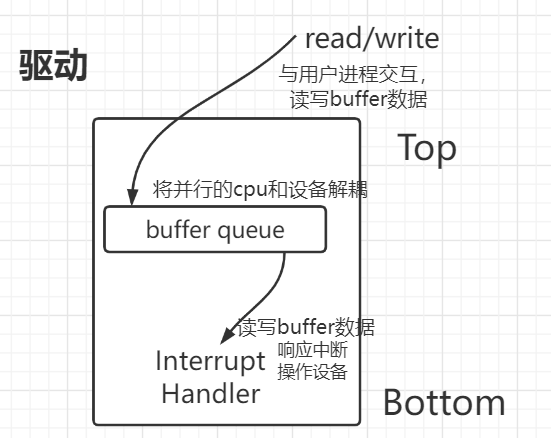 read/write
驱动
与用户进程交互，
读写buffer数据
Top
将并行的cpu和设备解耦
buffer queue
读写buffer数据
响应中断
操作设备
Interrupt
Handler
Bottom